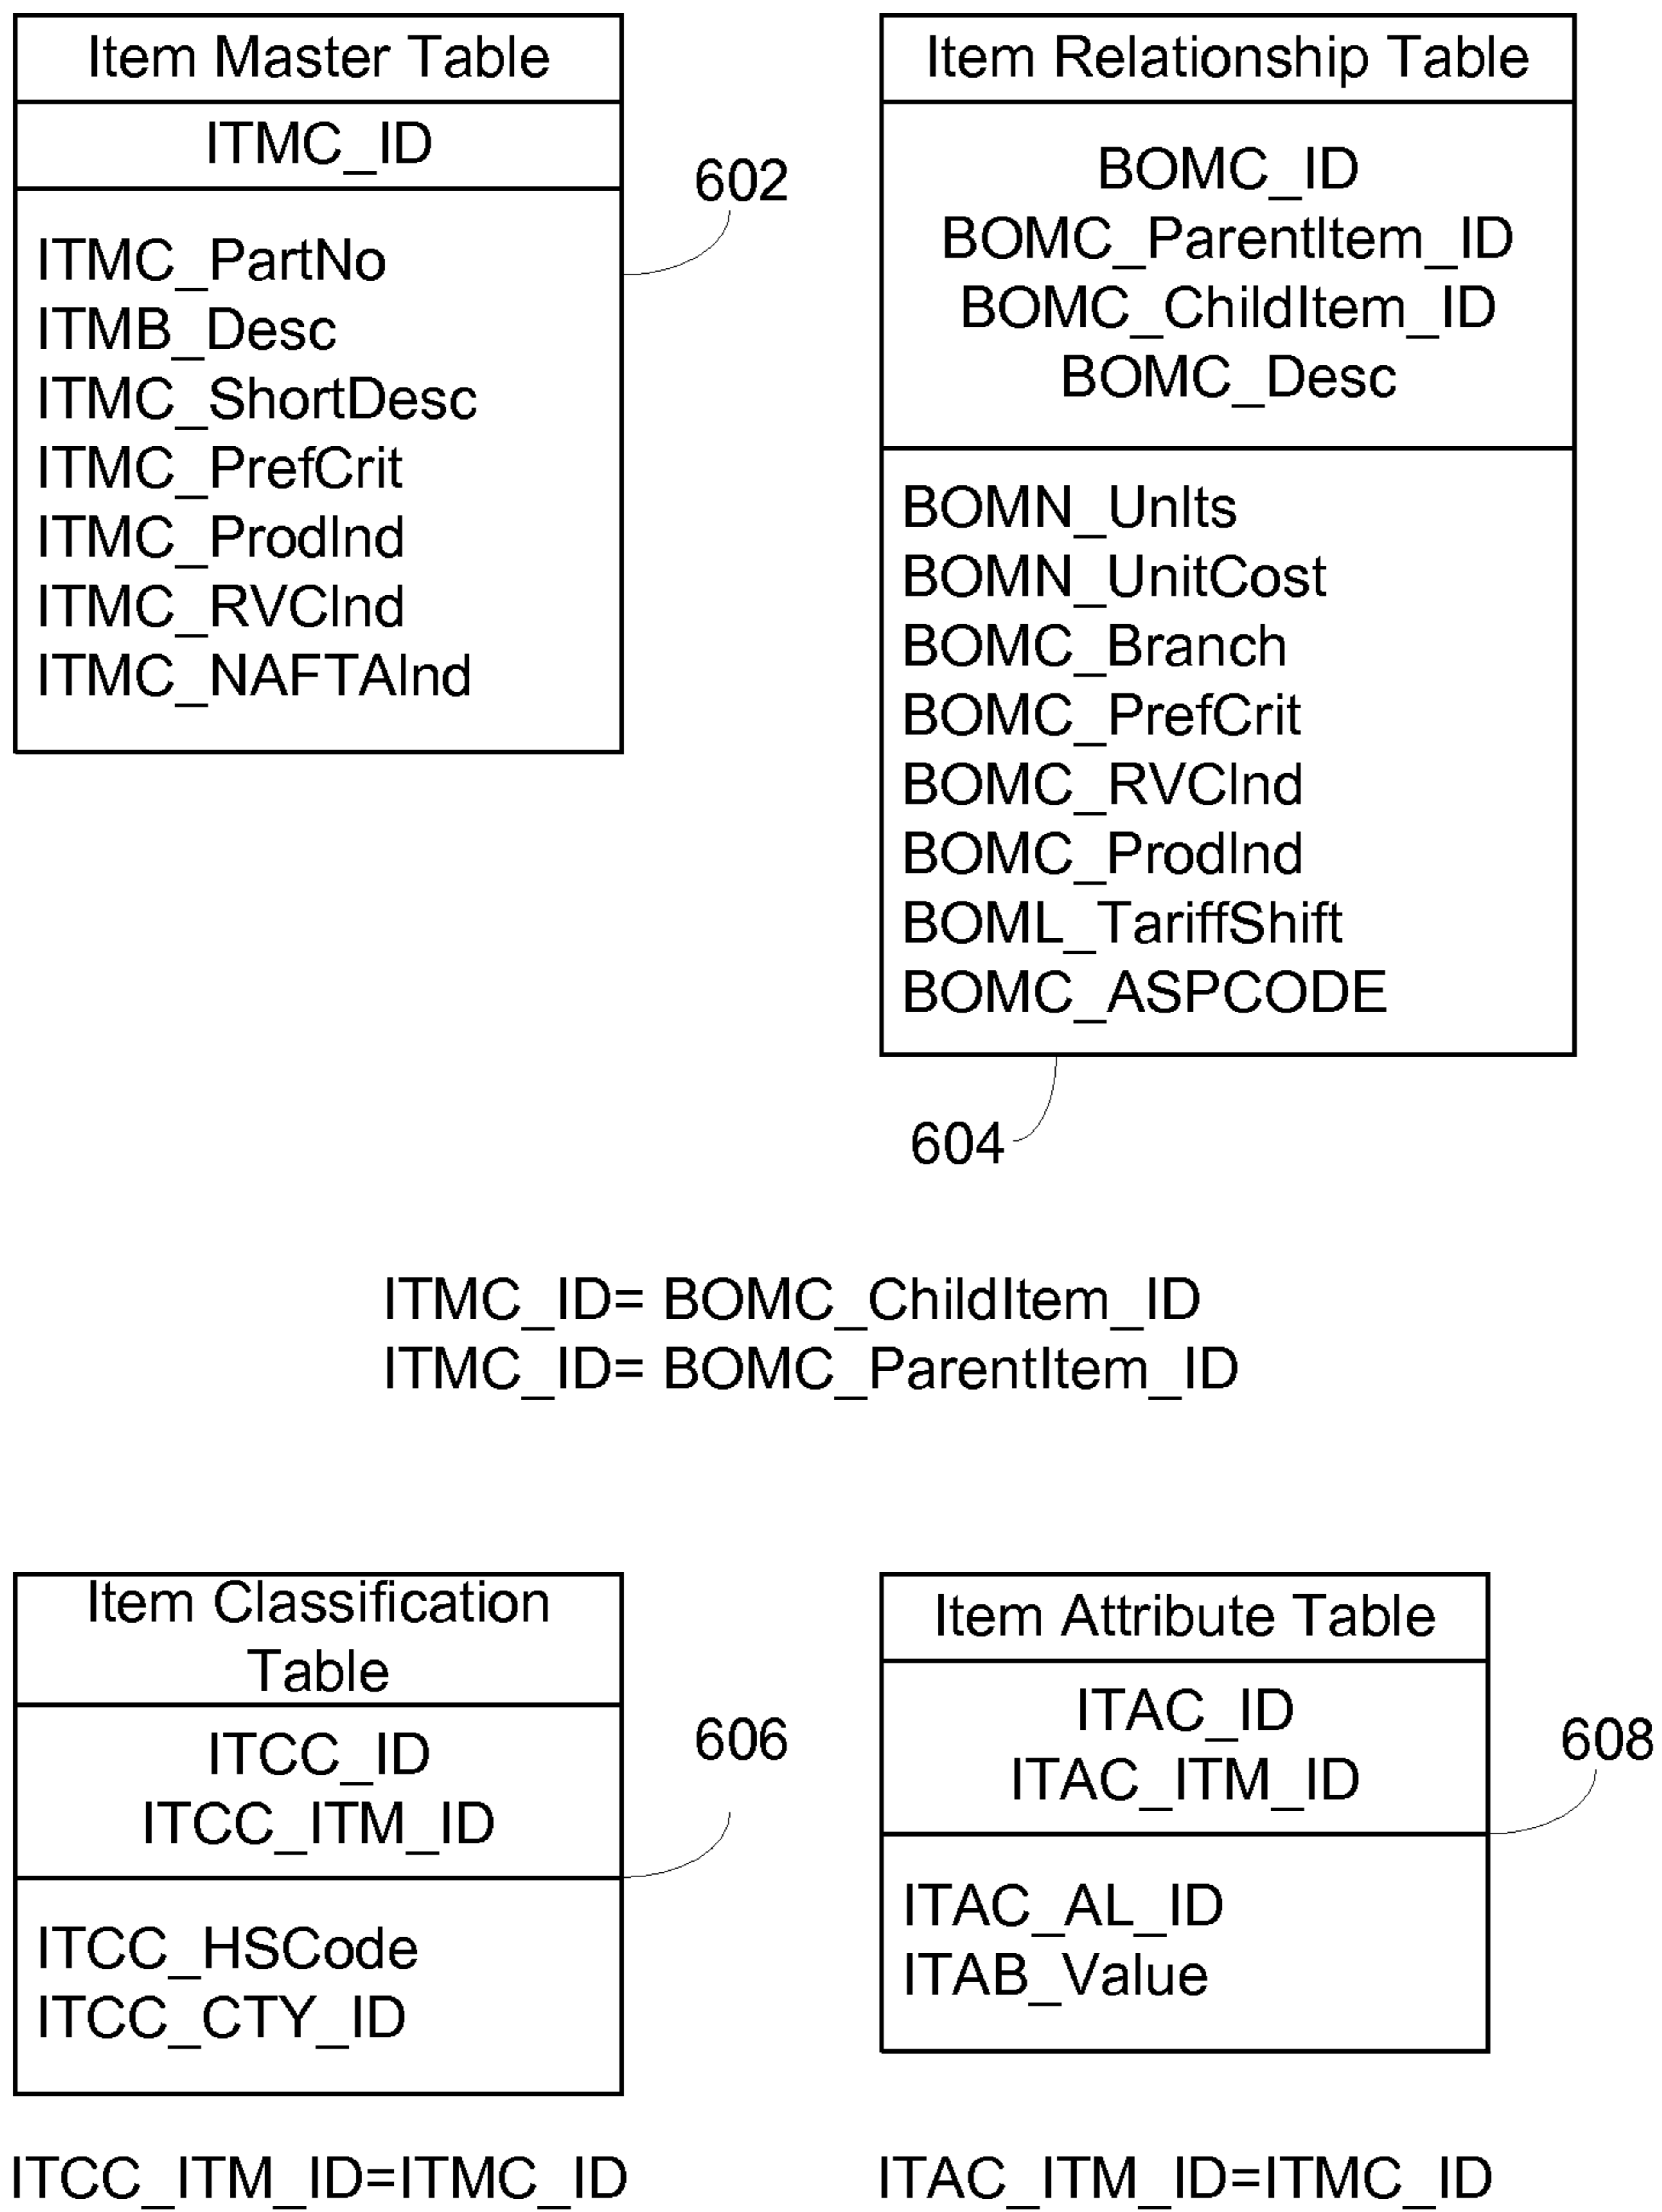 Item Master Table
ITMC_ID
602
ITMC_PartNo
ITMB_Desc
ITMC_ShortDesc
ITMC_PrefCrit
ITMC_ProdInd
ITMC_RVCInd
ITMC_NAFTAInd
Item Relationship Table
BOMC_ID
BOMC_ParentItem_ID
BOMC_ChildItem_ID
BOMC_Desc
BOMN_UnIts
BOMN_UnitCost
BOMC_Branch
BOMC_PrefCrit
BOMC_RVCInd
BOMC_ProdInd
BOML_TariffShift
BOMC_ASPCODE
604
ITMC_ID= BOMC_ChildItem_ID
ITMC_ID= BOMC_ParentItem_ID
Item Classification
Table
ITCC_ID
ITCC_ITM_ID
606
ITCC_HSCode
ITCC_CTY_ID
ITCC_ITM_ID=ITMC_ID
Item Attribute Table
ITAC_ID
ITAC_ITM_ID
608
ITAC_AL_ID
ITAB_Value
ITAC_ITM_ID=ITMC_ID